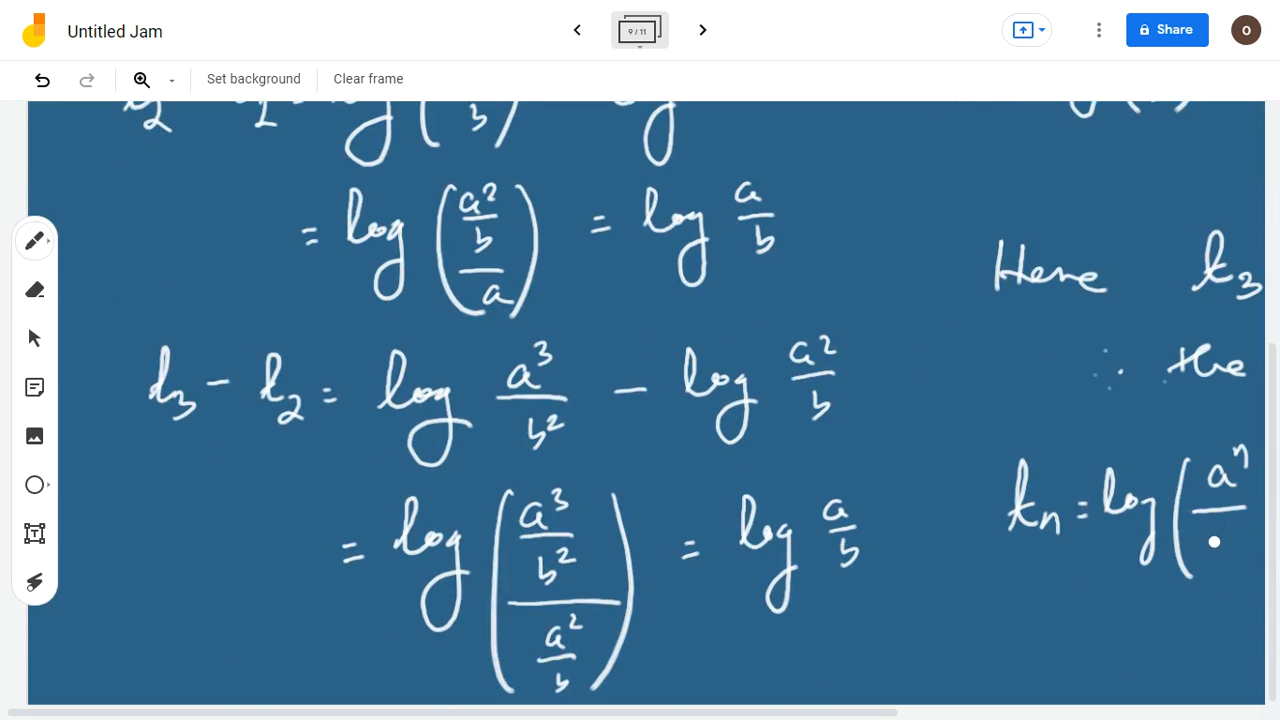 Untitled Jam
9 / 11
Share
O
Set background
Clear frame
= log ((a²/b)/a) = log a/b
Here t₃
t₃ - t₂ = log a³/b² - log a²/b
∴ the
= log ((a³/b²)/(a²/b)) = log a/b
tₙ = log (aⁿ/